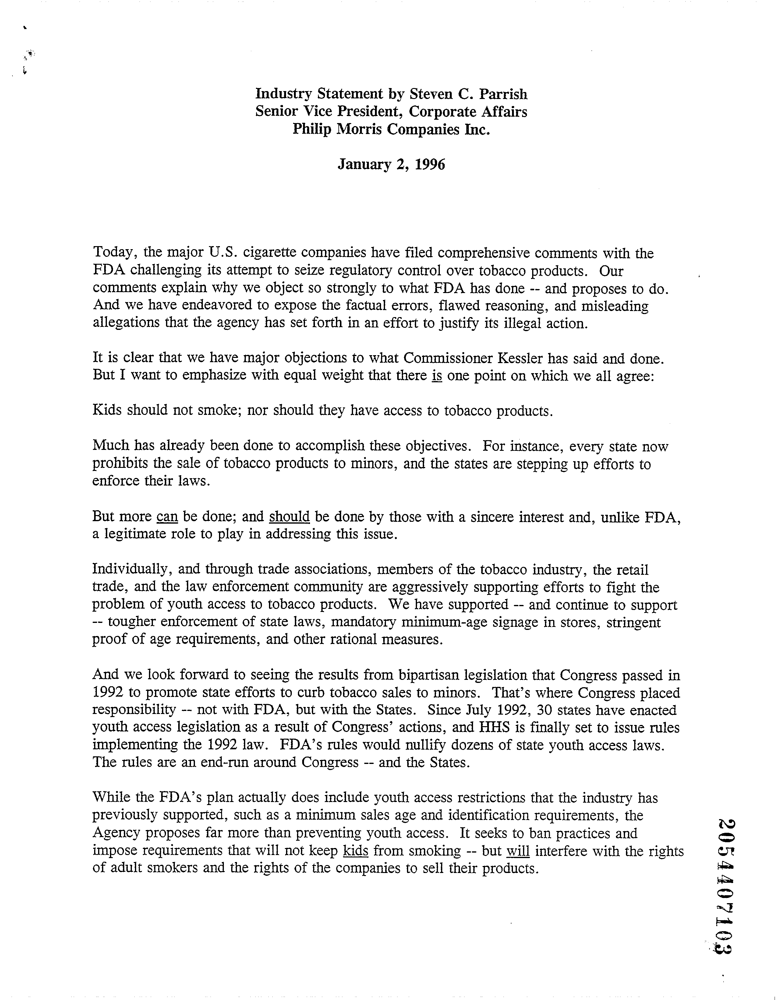 Industry Statement by Steven C. Parrish
Senior Vice President, Corporate Affairs
Philip Morris Companies Inc.
January 2, 1996
Today, the major U.S. cigarette companies have filed comprehensive comments with the
FDA challenging its attempt to seize regulatory control over tobacco products. Our
comments explain why we object so strongly to what FDA has done -- and proposes to do.
And we have endeavored to expose the factual errors, flawed reasoning, and misleading
allegations that the agency has set forth in an effort to justify its illegal action.
It is clear that we have major objections to what Commissioner Kessler has said and done.
But I want to emphasize with equal weight that there is one point on which we all agree:
Kids should not smoke; nor should they have access to tobacco products.
Much has already been done to accomplish these objectives. For instance, every state now
prohibits the sale of tobacco products to minors, and the states are stepping up efforts to
enforce their laws.
But more can be done; and should be done by those with a sincere interest and, unlike FDA,
a legitimate role to play in addressing this issue.
Individually, and through trade associations, members of the tobacco industry, the retail
trade, and the law enforcement community are aggressively supporting efforts to fight the
problem of youth access to tobacco products. We have supported -- and continue to support
-- tougher enforcement of state laws, mandatory minimum-age signage in stores, stringent
proof of age requirements, and other rational measures.
And we look forward to seeing the results from bipartisan legislation that Congress passed in
1992 to promote state efforts to curb tobacco sales to minors. That's where Congress placed
responsibility -- not with FDA, but with the States. Since July 1992, 30 states have enacted
youth access legislation as a result of Congress' actions, and HHS is finally set to issue rules
implementing the 1992 law. FDA's rules would nullify dozens of state youth access laws.
The rules are an end-run around Congress -- and the States.
While the FDA's plan actually does include youth access restrictions that the industry has
previously supported, such as a minimum sales age and identification requirements, the
Agency proposes far more than preventing youth access. It seeks to ban practices and
impose requirements that will not keep kids from smoking -- but will interfere with the rights
of adult smokers and the rights of the companies to sell their products.
2054407103